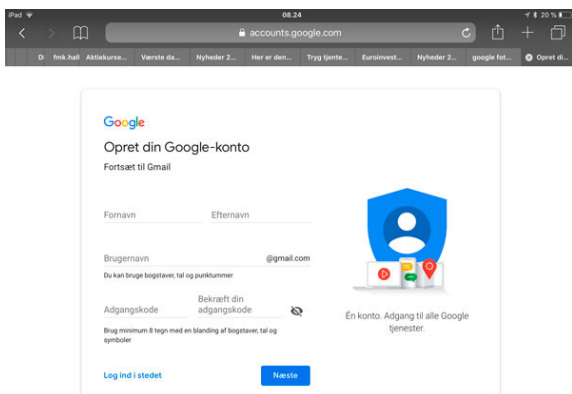 iPad 08.24 20 %
accounts.google.com
Di fmk.hall Aktiekurse... Værste da... Nyheder 2... Her er den... Tryg tjente... Euroinvest... Nyheder 2... google fot... Opret di...
Google
Opret din Google-konto
Fortsæt til Gmail
Fornavn Efternavn
Brugernavn @gmail.com
Du kan bruge bogstaver, tal og punktummer
Adgangskode Bekræft din
adgangskode
Brug minimum 8 tegn med en blanding af bogstaver, tal og
symboler
Én konto. Adgang til alle Google
tjenester.
Log ind i stedet Næste